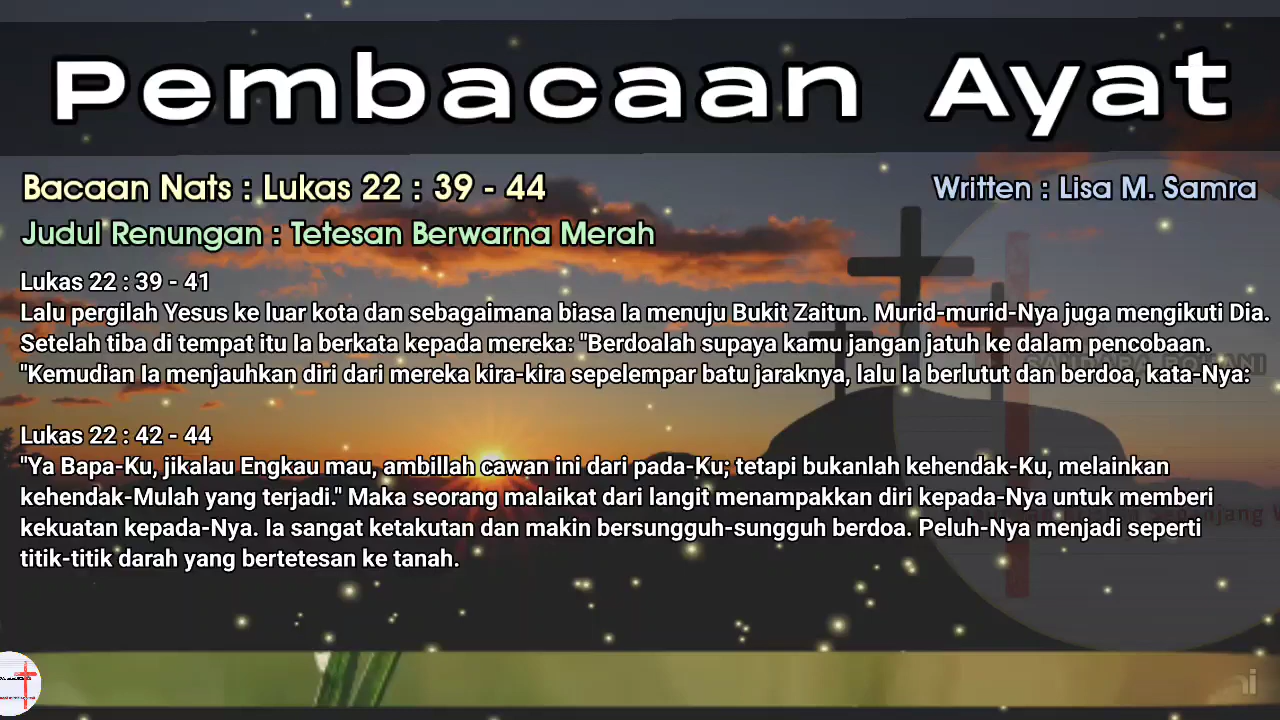 Pembacaan Ayat
Bacaan Nats : Lukas 22 : 39 - 44
Written : Lisa M. Samra
Judul Renungan : Tetesan Berwarna Merah
Lukas 22 : 39 - 41
Lalu pergilah Yesus ke luar kota dan sebagaimana biasa Ia menuju Bukit Zaitun. Murid-murid-Nya juga mengikuti Dia.
Setelah tiba di tempat itu Ia berkata kepada mereka: "Berdoalah supaya kamu jangan jatuh ke dalam pencobaan.
"Kemudian Ia menjauhkan diri dari mereka kira-kira sepelempar batu jaraknya, lalu Ia berlutut dan berdoa, kata-Nya:
Lukas 22 : 42 - 44
"Ya Bapa-Ku, jikalau Engkau mau, ambillah cawan ini dari pada-Ku; tetapi bukanlah kehendak-Ku, melainkan
kehendak-Mulah yang terjadi." Maka seorang malaikat dari langit menampakkan diri kepada-Nya untuk memberi
kekuatan kepada-Nya. Ia sangat ketakutan dan makin bersungguh-sungguh berdoa. Peluh-Nya menjadi seperti
titik-titik darah yang bertetesan ke tanah.